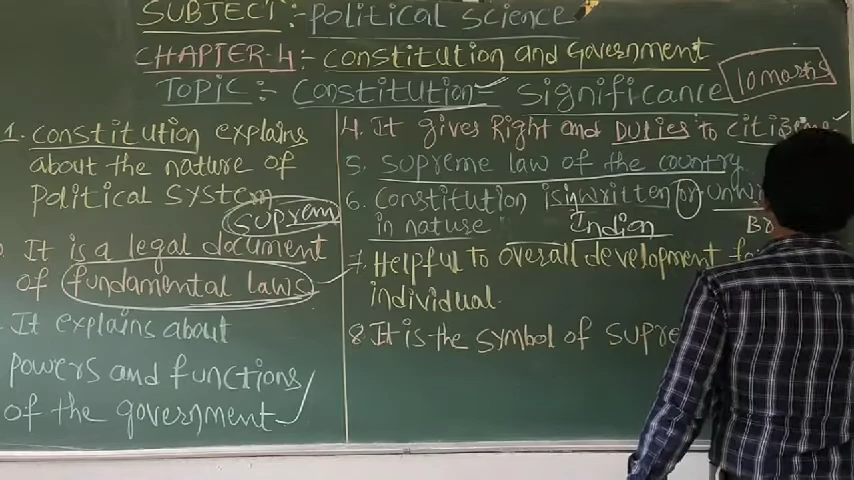 SUBJECT:-Political Science
CHAPTER-4:- Constitution and Government
TOPIC:- Constitution - Significance
10 marks
1. Constitution explains
about the nature of
Political System
Suprem
It is a legal document
of fundamental laws
It explains about
powers and functions
of the government
4. It gives Right and Duties to citizens
5. Supreme law of the country
6. Constitution is in written or
in nature Indian
7. Helpful to overall development
individual.
8. It is the symbol of